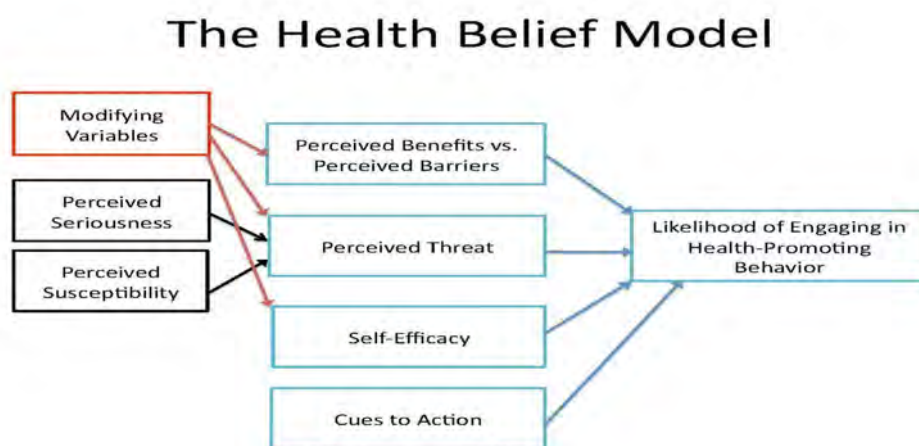 The Health Belief Model
Modifying
Variables
Perceived
Seriousness
Perceived
Susceptibility
Perceived Benefits vs.
Perceived Barriers
Perceived Threat
Self-Efficacy
Cues to Action
Likelihood of Engaging in
Health-Promoting
Behavior